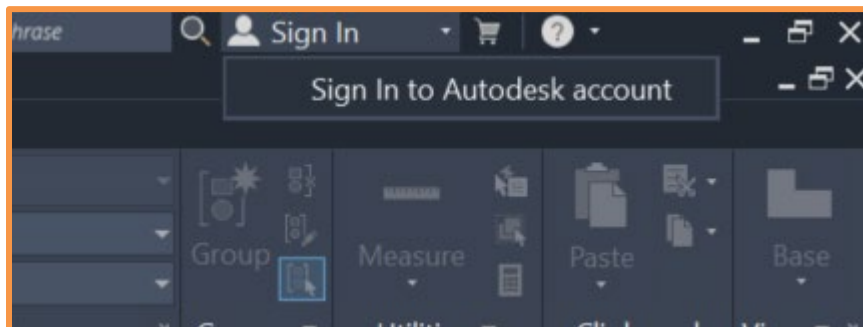 hrase Sign In ?
Sign In to Autodesk account
Group Measure Paste Base